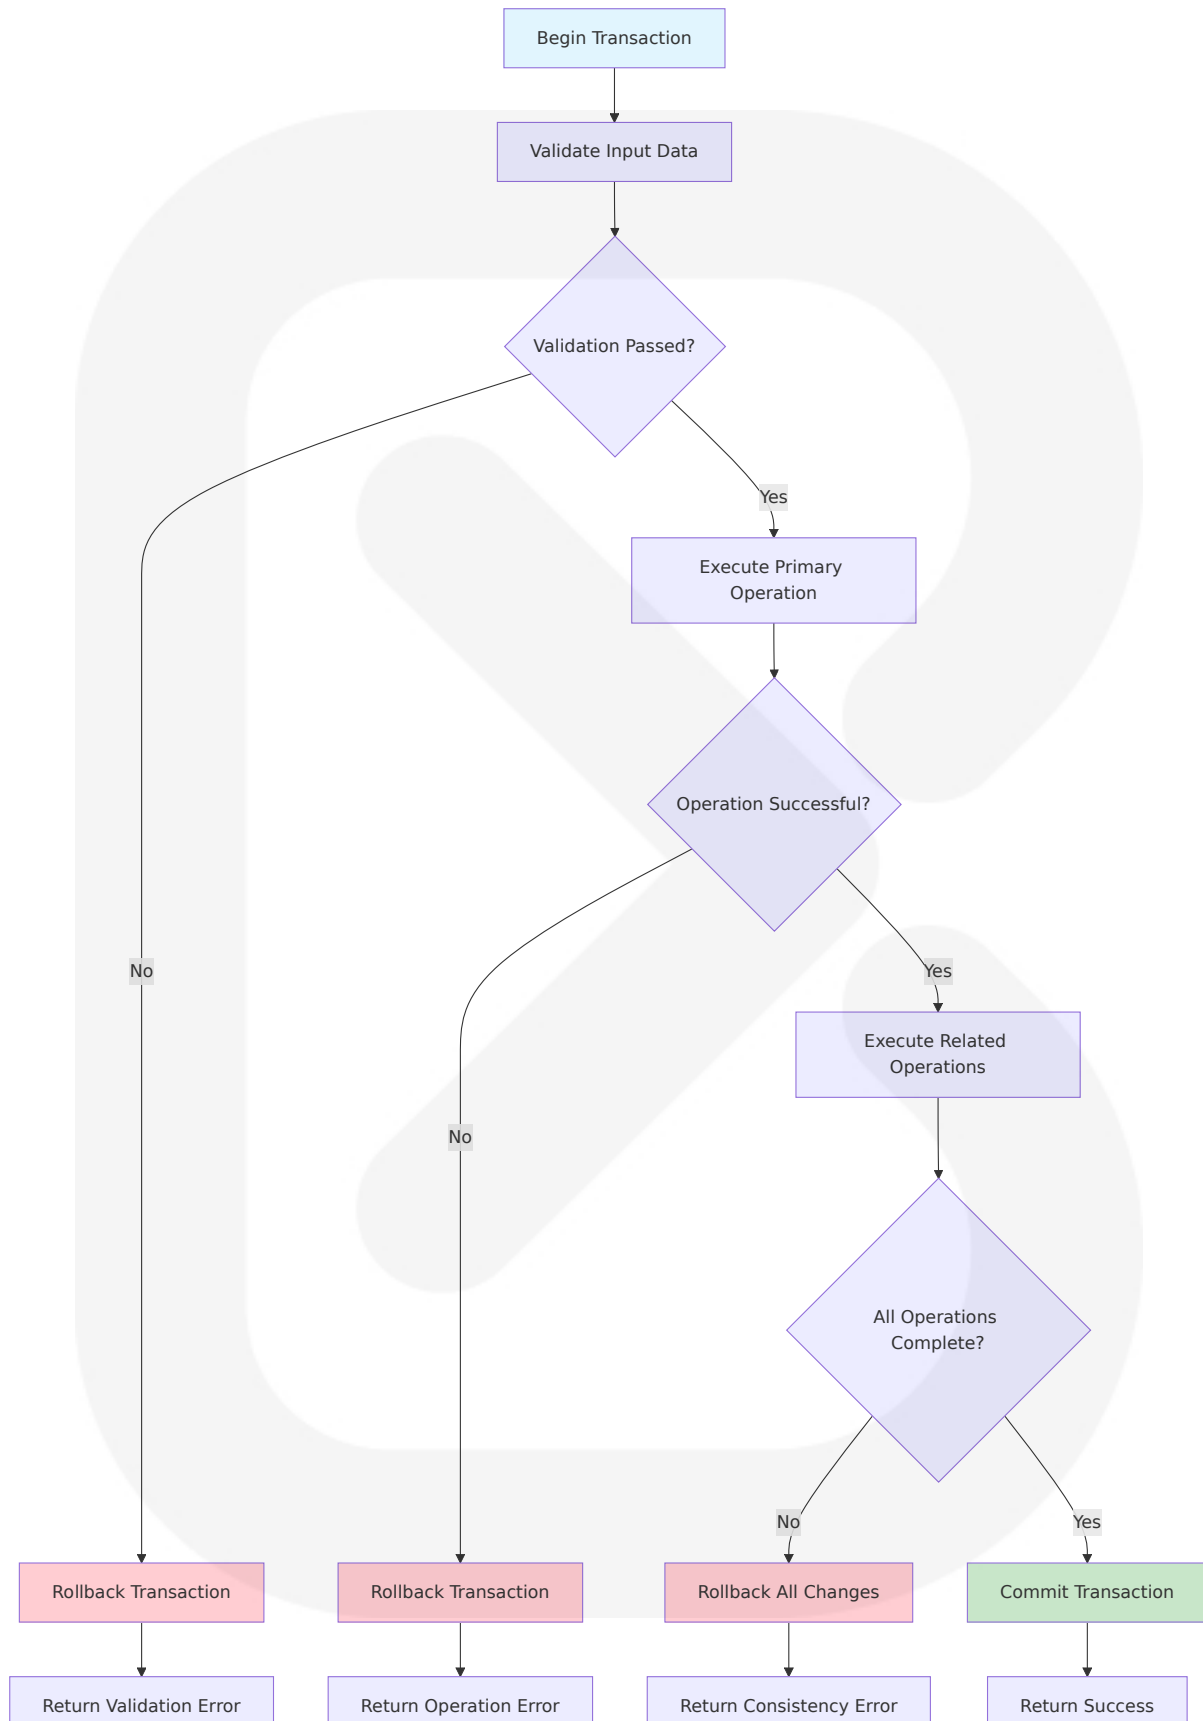 Begin Transaction
Validate Input Data
Validation Passed?
Yes
Execute Primary
Operation
Operation Successful?
No
Yes
Execute Related
Operations
No
All Operations
Complete?
No
Yes
Rollback Transaction
Rollback Transaction
Rollback All Changes
Commit Transaction
Return Validation Error
Return Operation Error
Return Consistency Error
Return Success